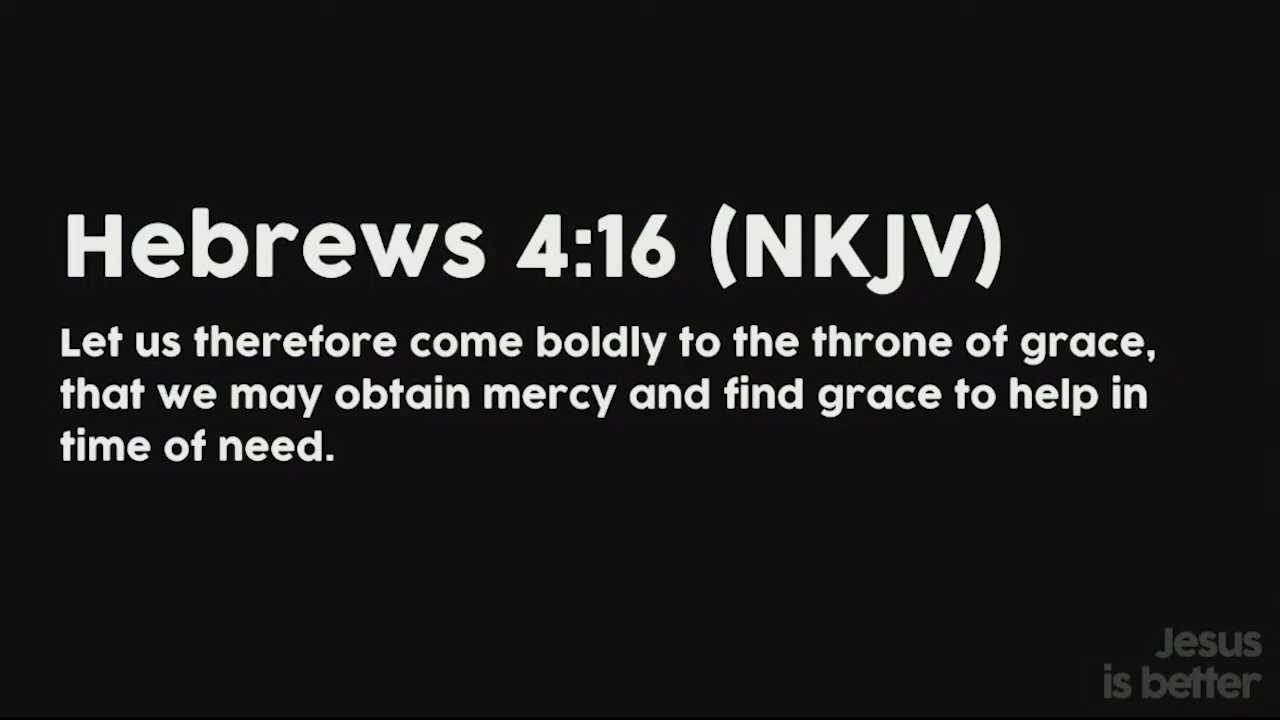 Hebrews 4:16 (NKJV)
Let us therefore come boldly to the throne of grace,
that we may obtain mercy and find grace to help in
time of need.
Jesus
is better